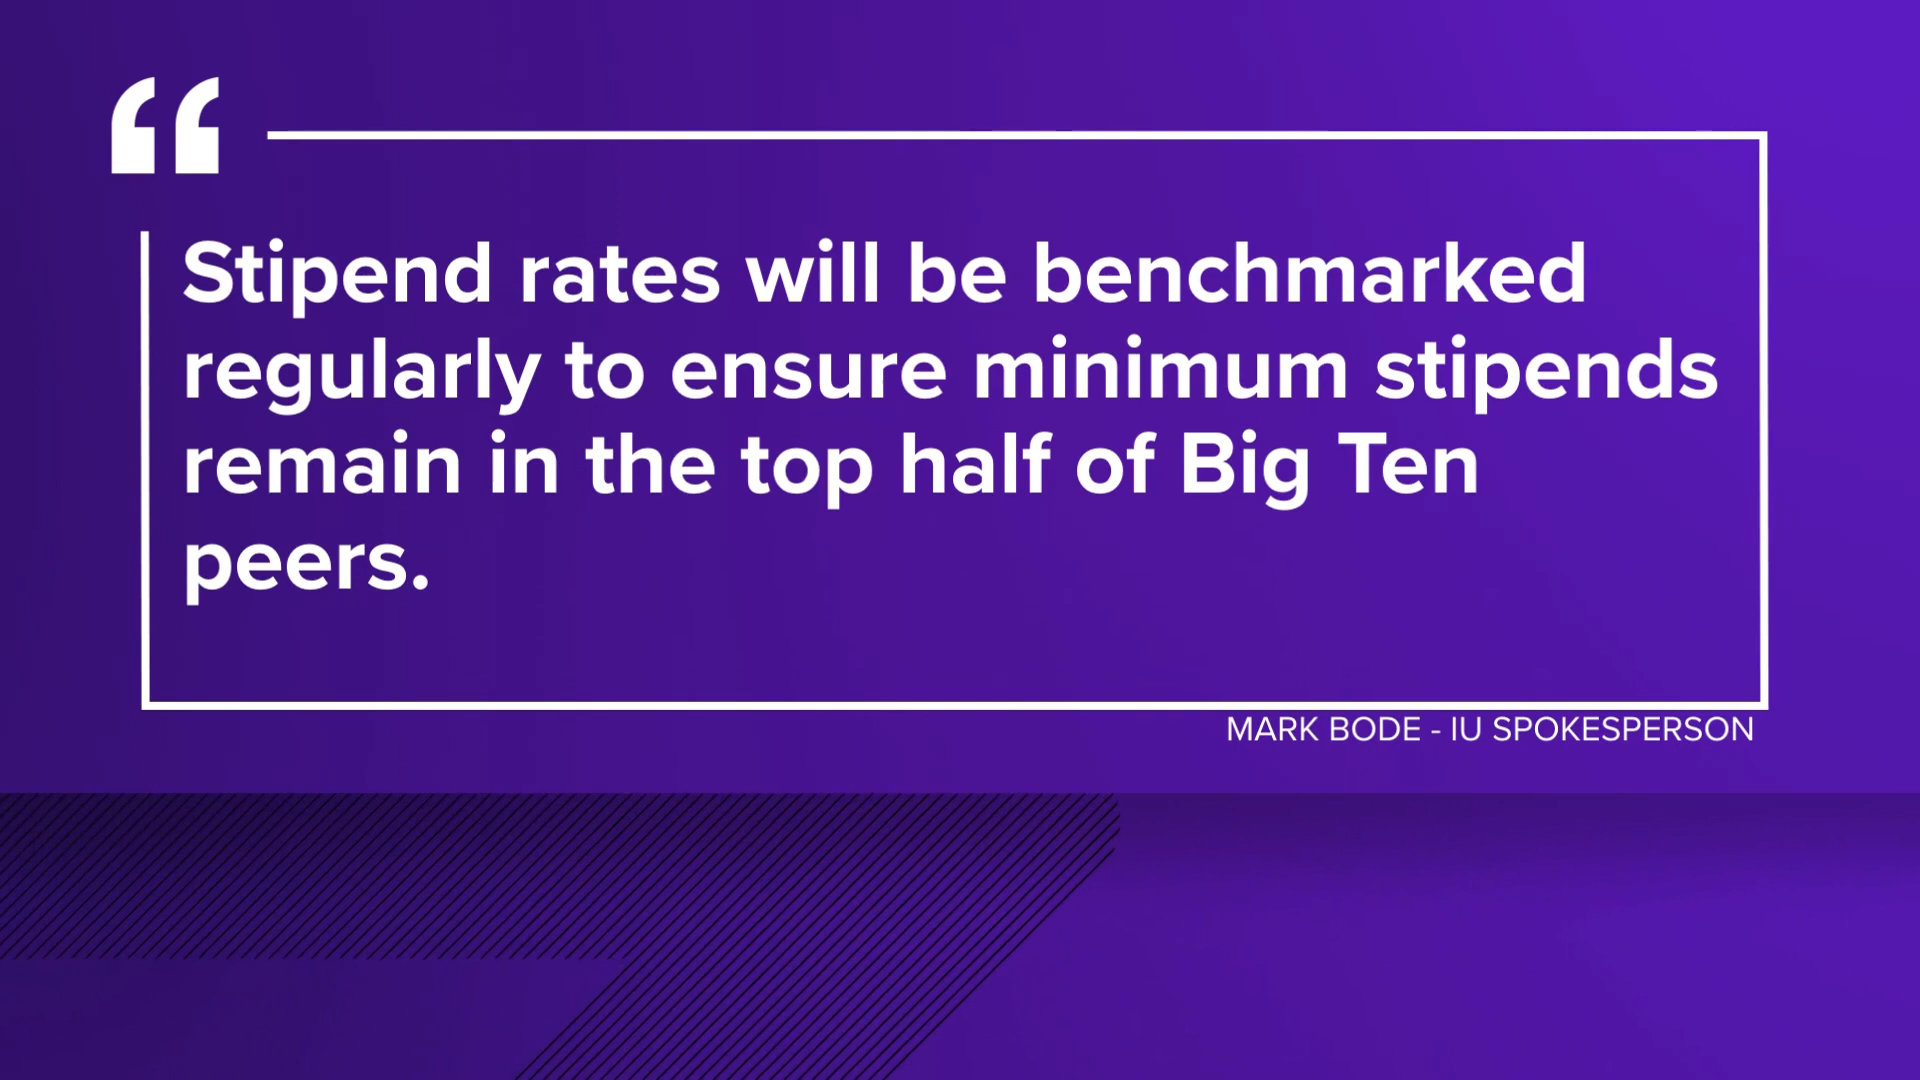 “
Stipend rates will be benchmarked
regularly to ensure minimum stipends
remain in the top half of Big Ten
peers.
MARK BODE - IU SPOKESPERSON